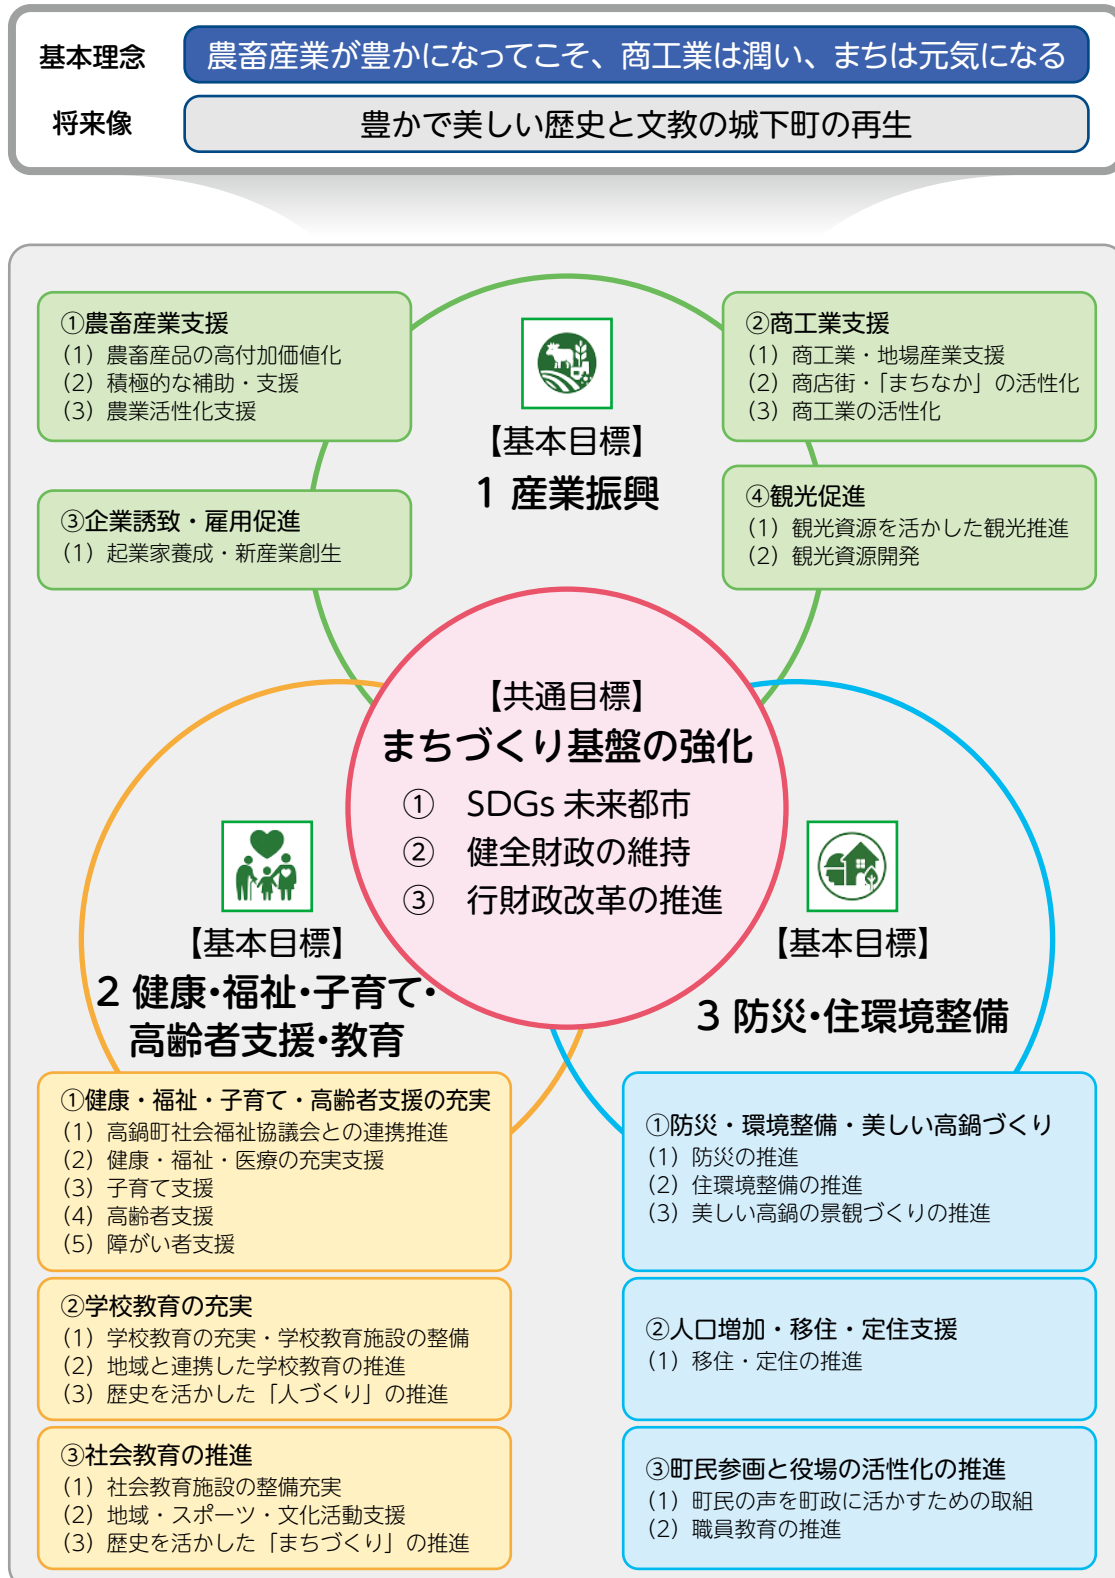 基本理念
農畜産業が豊かになってこそ、商工業は潤い、まちは元気になる
将来像
豊かで美しい歴史と文教の城下町の再生
①農畜産業支援
(1) 農畜産品の高付加価値化
(2) 積極的な補助・支援
(3) 農業活性化支援
②商工業支援
(1) 商工業・地場産業支援
(2) 商店街・「まちなか」の活性化
(3) 商工業の活性化
【基本目標】
1 産業振興
③企業誘致・雇用促進
(1) 起業家養成・新産業創生
④観光促進
(1) 観光資源を活かした観光推進
(2) 観光資源開発
【共通目標】
まちづくり基盤の強化
① SDGs 未来都市
② 健全財政の維持
③ 行財政改革の推進
【基本目標】
2 健康・福祉・子育て・
高齢者支援・教育
【基本目標】
3 防災・住環境整備
①健康・福祉・子育て・高齢者支援の充実
(1) 高鍋町社会福祉協議会との連携推進
(2) 健康・福祉・医療の充実支援
(3) 子育て支援
(4) 高齢者支援
(5) 障がい者支援
②学校教育の充実
(1) 学校教育の充実・学校教育施設の整備
(2) 地域と連携した学校教育の推進
(3) 歴史を活かした「人づくり」の推進
③社会教育の推進
(1) 社会教育施設の整備充実
(2) 地域・スポーツ・文化活動支援
(3) 歴史を活かした「まちづくり」の推進
①防災・環境整備・美しい高鍋づくり
(1) 防災の推進
(2) 住環境整備の推進
(3) 美しい高鍋の景観づくりの推進
②人口増加・移住・定住支援
(1) 移住・定住の推進
③町民参画と役場の活性化の推進
(1) 町民の声を町政に活かすための取組
(2) 職員教育の推進